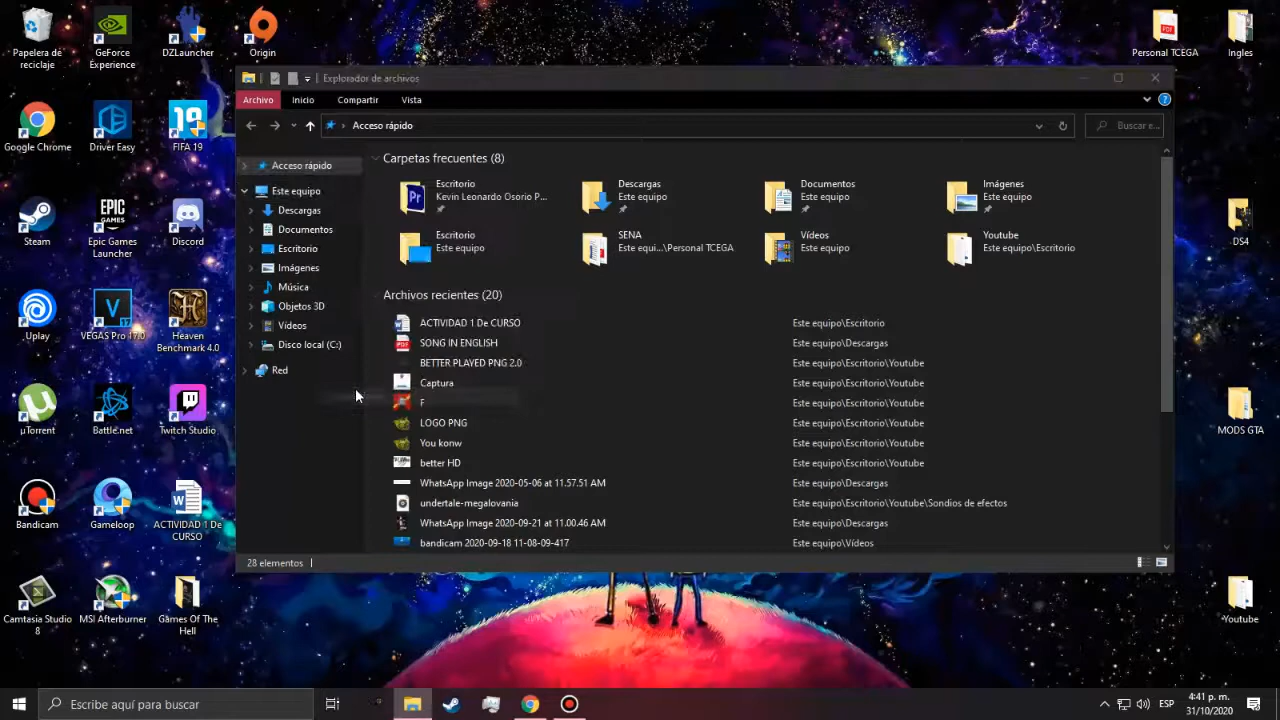 Papelera de
reciclaje
GeForce
Experience
DZLauncher
Origin
Personal TCEGA
Ingles
Explorador de archivos
Archivo
Inicio
Compartir
Vista
Acceso rápido
Buscar e...
Google Chrome
Driver Easy
19
FIFA 19
Acceso rápido
Este equipo
Descargas
Documentos
Escritorio
Imágenes
Música
Objetos 3D
Vídeos
Disco local (C:)
Red
Carpetas frecuentes (8)
Escritorio
Kevin Leonardo Osorio P...
Descargas
Este equipo
Documentos
Este equipo
Imágenes
Este equipo
Escritorio
Este equipo
SENA
Este equi...\Personal TCEGA
Vídeos
Este equipo
Youtube
Este equipo\Escritorio
Archivos recientes (20)
ACTIVIDAD 1 De CURSO Este equipo\Escritorio
SONG IN ENGLISH Este equipo\Descargas
BETTER PLAYED PNG 2.0 Este equipo\Escritorio\Youtube
Captura Este equipo\Escritorio\Youtube
F Este equipo\Escritorio\Youtube
LOGO PNG Este equipo\Escritorio\Youtube
You konw Este equipo\Escritorio\Youtube
better HD Este equipo\Escritorio\Youtube
WhatsApp Image 2020-05-06 at 11.57.51 AM Este equipo\Descargas
undertale-megalovania Este equipo\Escritorio\Youtube\Sondios de efectos
WhatsApp Image 2020-09-21 at 11.00.46 AM Este equipo\Descargas
bandicam 2020-09-18 11-08-09-417 Este equipo\Vídeos
28 elementos
Steam
EPIC
GAMES
Epic Games
Launcher
Discord
DS4
Uplay
VEGAS Pro 17.0
Heaven
Benchmark 4.0
µTorrent
Battle.net
Twitch Studio
MODS GTA
Bandicam
Gameloop
ACTIVIDAD 1 De
CURSO
Camtasia Studio
8
MSI Afterburner
Games Of The
Hell
Youtube
Escribe aquí para buscar
ESP
4:41 p. m.
31/10/2020